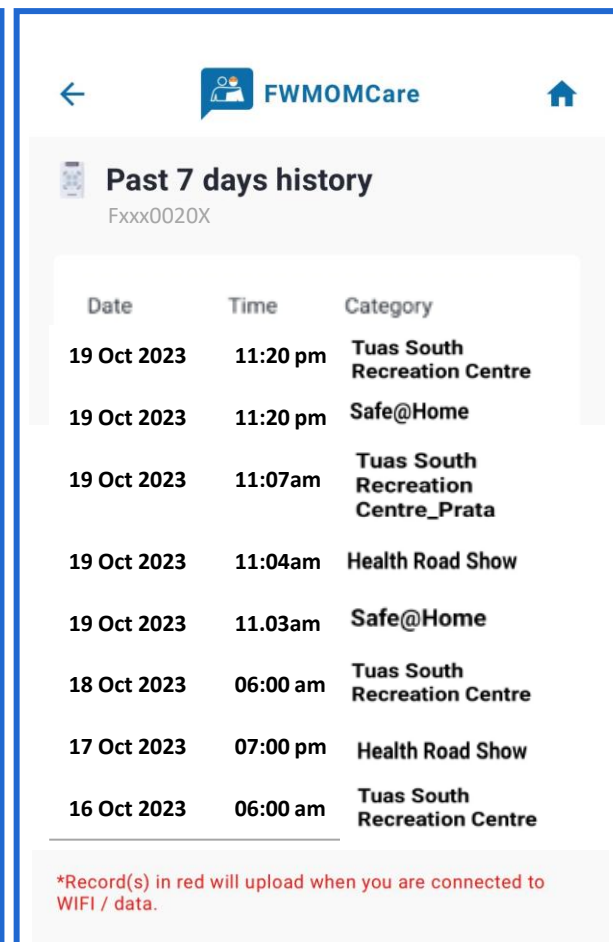 FWMOMCare
Past 7 days history
Fxxx0020X
Date Time Category
19 Oct 2023 11:20 pm Tuas South
Recreation Centre
19 Oct 2023 11:20 pm Safe@Home
19 Oct 2023 11:07am Tuas South
Recreation
Centre_Prata
19 Oct 2023 11:04am Health Road Show
19 Oct 2023 11.03am Safe@Home
18 Oct 2023 06:00 am Tuas South
Recreation Centre
17 Oct 2023 07:00 pm Health Road Show
16 Oct 2023 06:00 am Tuas South
Recreation Centre
*Record(s) in red will upload when you are connected to
WIFI / data.